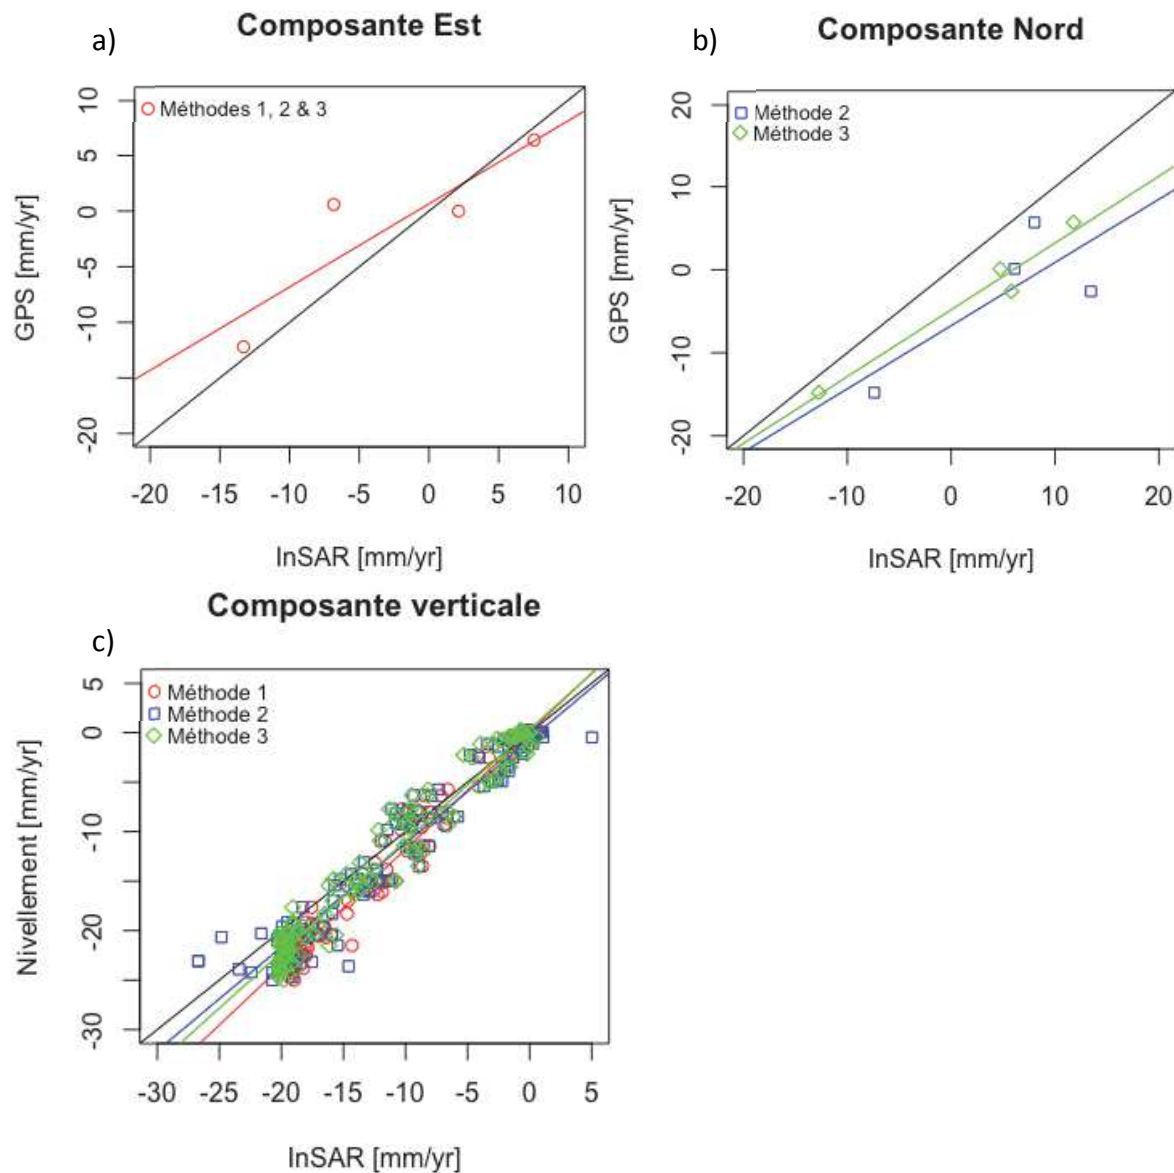 a)
Composante Est
Méthodes 1, 2 & 3
GPS [mm/yr]
10
5
0
-5
-10
-20
-20 -15 -10 -5 0 5 10
InSAR [mm/yr]
b)
Composante Nord
Méthode 2
Méthode 3
GPS [mm/yr]
20
10
0
-10
-20
-20 -10 0 10 20
InSAR [mm/yr]
Composante verticale
c)
Méthode 1
Méthode 2
Méthode 3
Nivellement [mm/yr]
5
0
-10
-20
-30
-30 -25 -20 -15 -10 -5 0 5
InSAR [mm/yr]